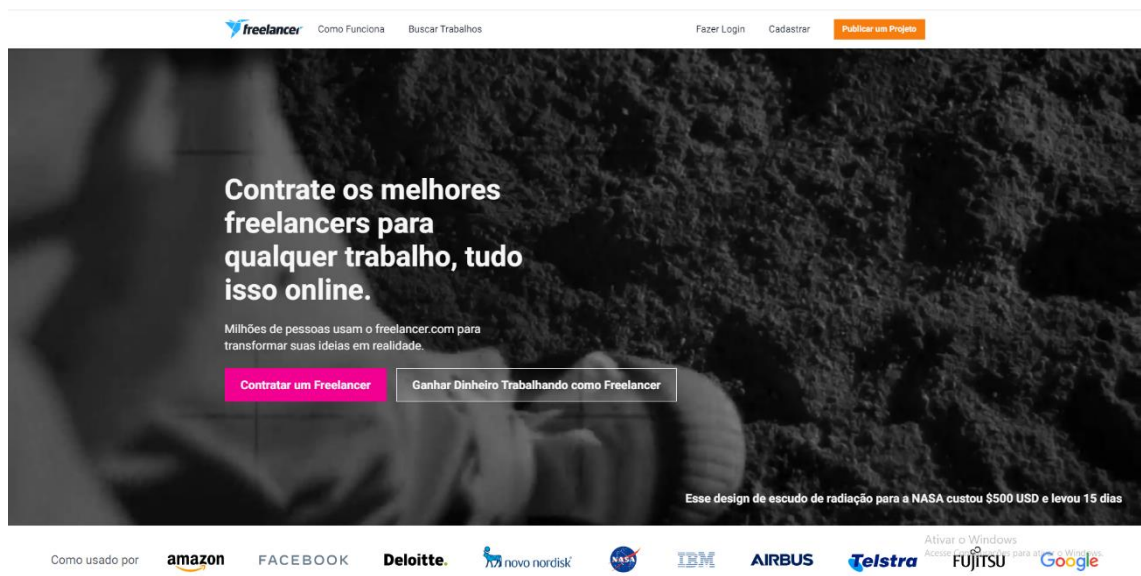 freelancer Como Funciona Buscar Trabalhos Fazer Login Cadastrar Publicar um Projeto
Contrate os melhores
freelancers para
qualquer trabalho, tudo
isso online.
Milhões de pessoas usam o freelancer.com para
transformar suas ideias em realidade.
Contratar um Freelancer Ganhar Dinheiro Trabalhando como Freelancer
Esse design de escudo de radiação para a NASA custou $500 USD e levou 15 dias
Ativar o Windows
Como usado por amazon FACEBOOK Deloitte. novo nordisk NASA IBM AIRBUS Telstra FUJITSU Google
Acesse para o Windows.